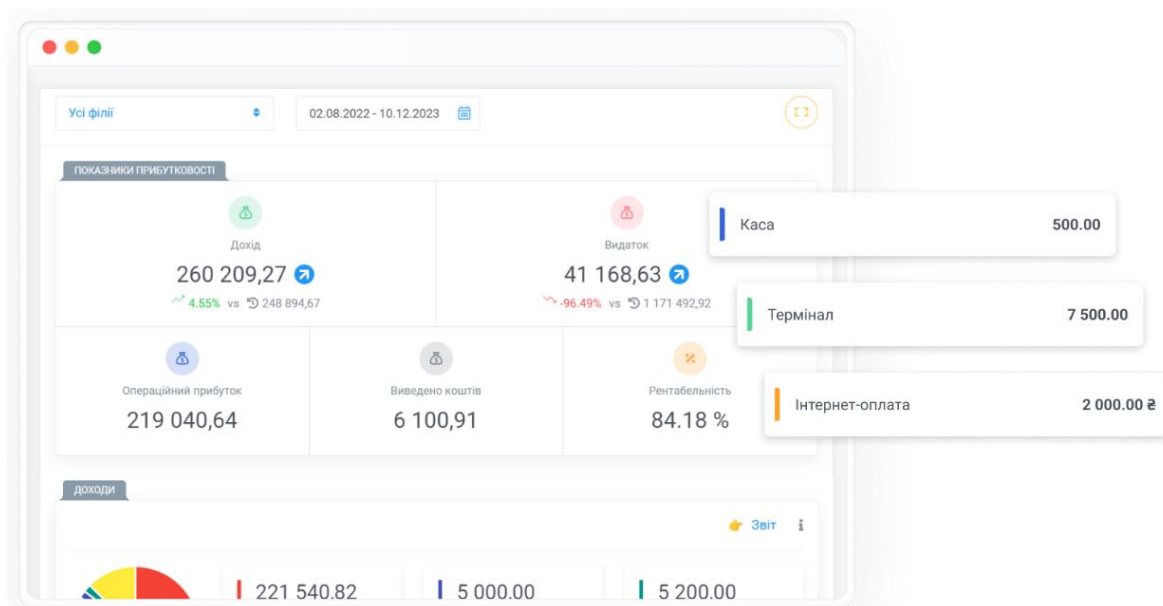 Усі філії
02.08.2022 - 10.12.2023
ПОКАЗНИКИ ПРИБУТКОВОСТІ
Дохід
260 209,27
4.55% vs 248 894,67
Видаток
41 168,63
-96.49% vs 1 171 492,92
Операційний прибуток
219 040,64
Виведено коштів
6 100,91
Рентабельність
84.18 %
Каса 500.00
Термінал 7 500.00
Інтернет-оплата 2 000.00 ₴
ДОХОДИ
Звіт
221 540.82
5 000.00
5 200.00